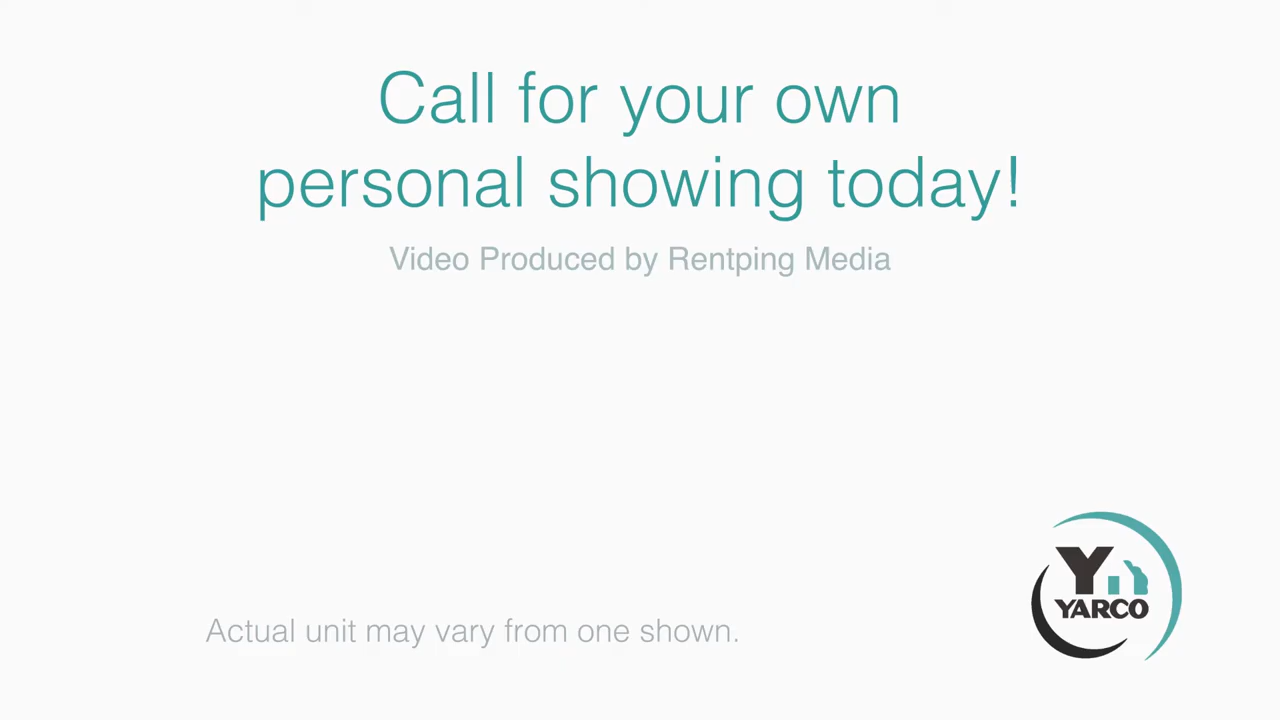 Call for your own
personal showing today!
Video Produced by Rentping Media
Y
YARCO
Actual unit may vary from one shown.